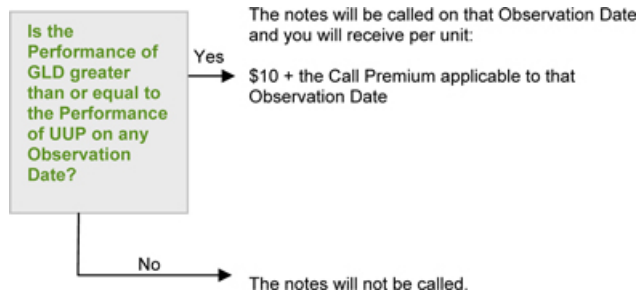 Is the
Performance of
GLD greater
than or equal to
the Performance
of UUP on any
Observation
Date?
Yes
The notes will be called on that Observation Date
and you will receive per unit:
$10 + the Call Premium applicable to that
Observation Date
No
The notes will not be called.